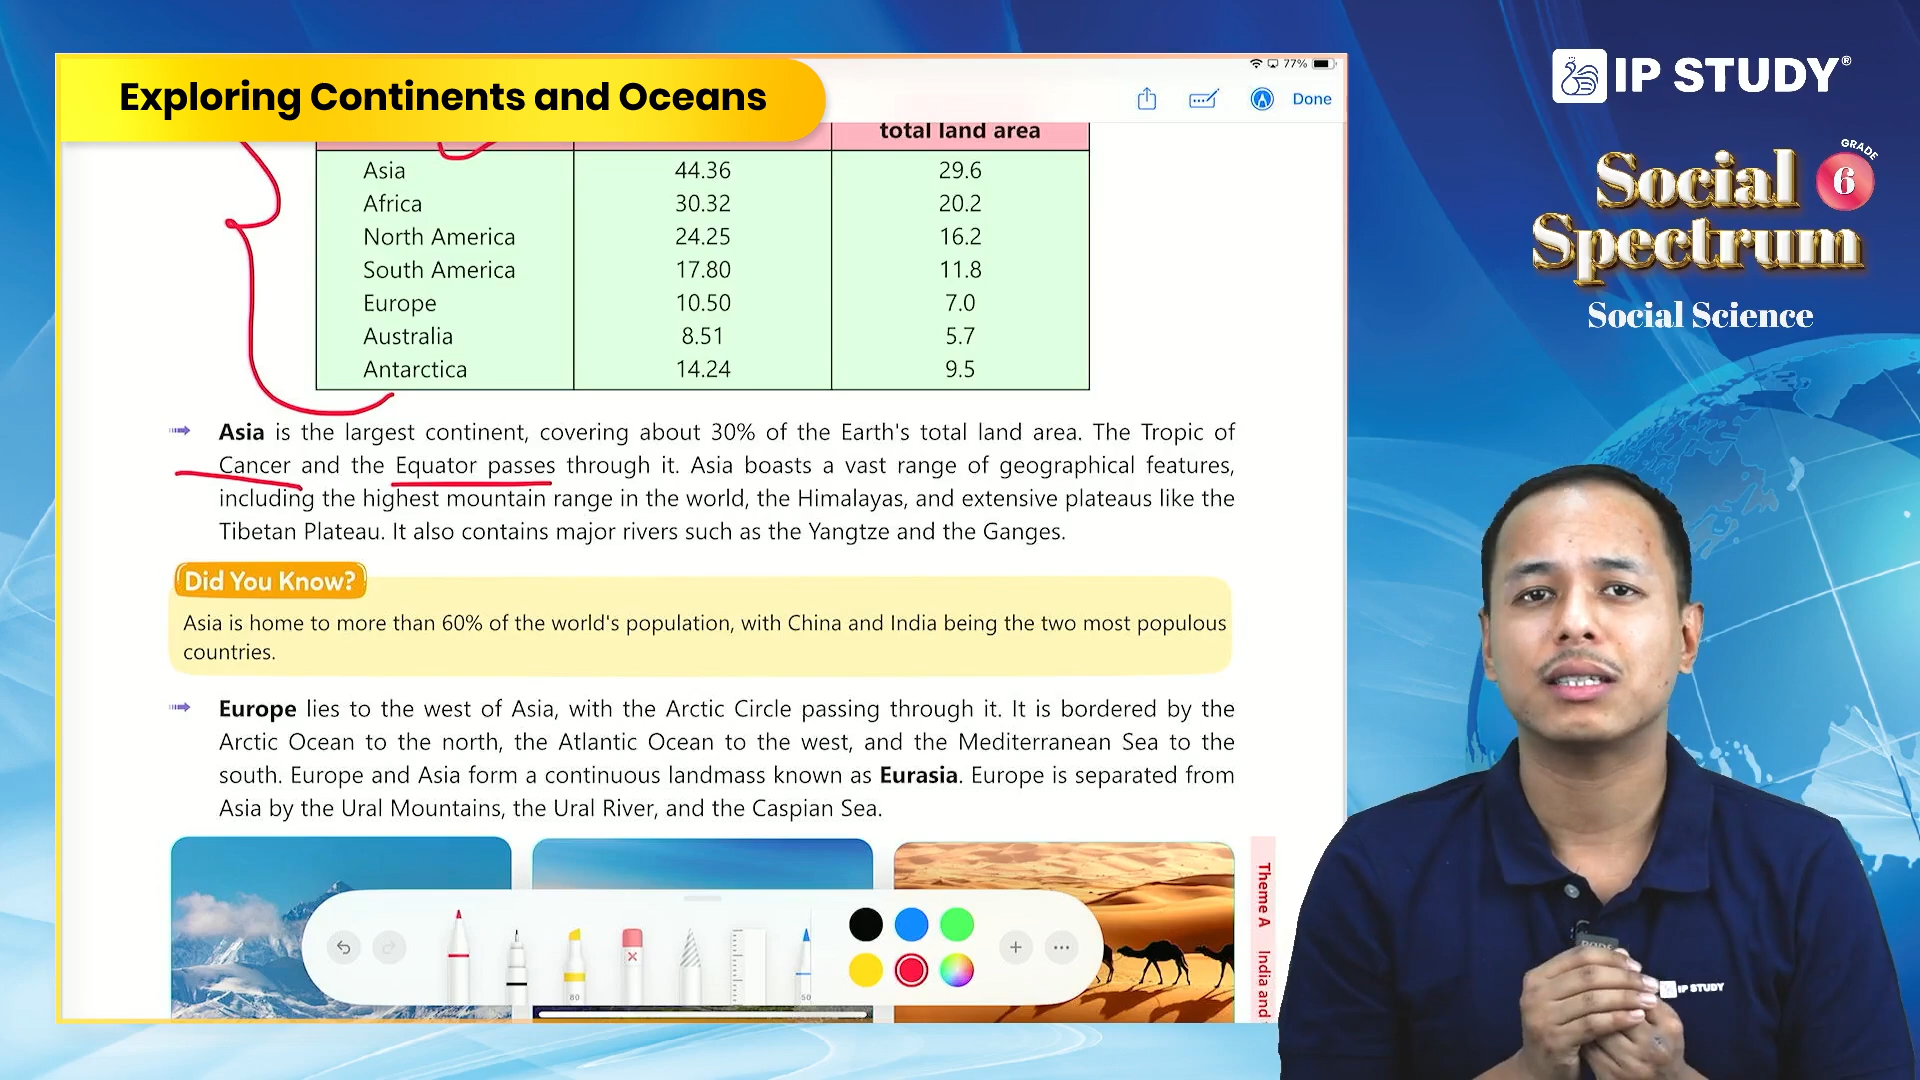 Exploring Continents and Oceans
77%
Done
IP STUDY®
GRADE
6
Social
Spectrum
Social Science
total land area
Asia 44.36 29.6
Africa 30.32 20.2
North America 24.25 16.2
South America 17.80 11.8
Europe 10.50 7.0
Australia 8.51 5.7
Antarctica 14.24 9.5
Asia is the largest continent, covering about 30% of the Earth's total land area. The Tropic of
Cancer and the Equator passes through it. Asia boasts a vast range of geographical features,
including the highest mountain range in the world, the Himalayas, and extensive plateaus like the
Tibetan Plateau. It also contains major rivers such as the Yangtze and the Ganges.
Did You Know?
Asia is home to more than 60% of the world's population, with China and India being the two most populous
countries.
Europe lies to the west of Asia, with the Arctic Circle passing through it. It is bordered by the
Arctic Ocean to the north, the Atlantic Ocean to the west, and the Mediterranean Sea to the
south. Europe and Asia form a continuous landmass known as Eurasia. Europe is separated from
Asia by the Ural Mountains, the Ural River, and the Caspian Sea.
Theme A India and
80
50
RODE
IP STUDY